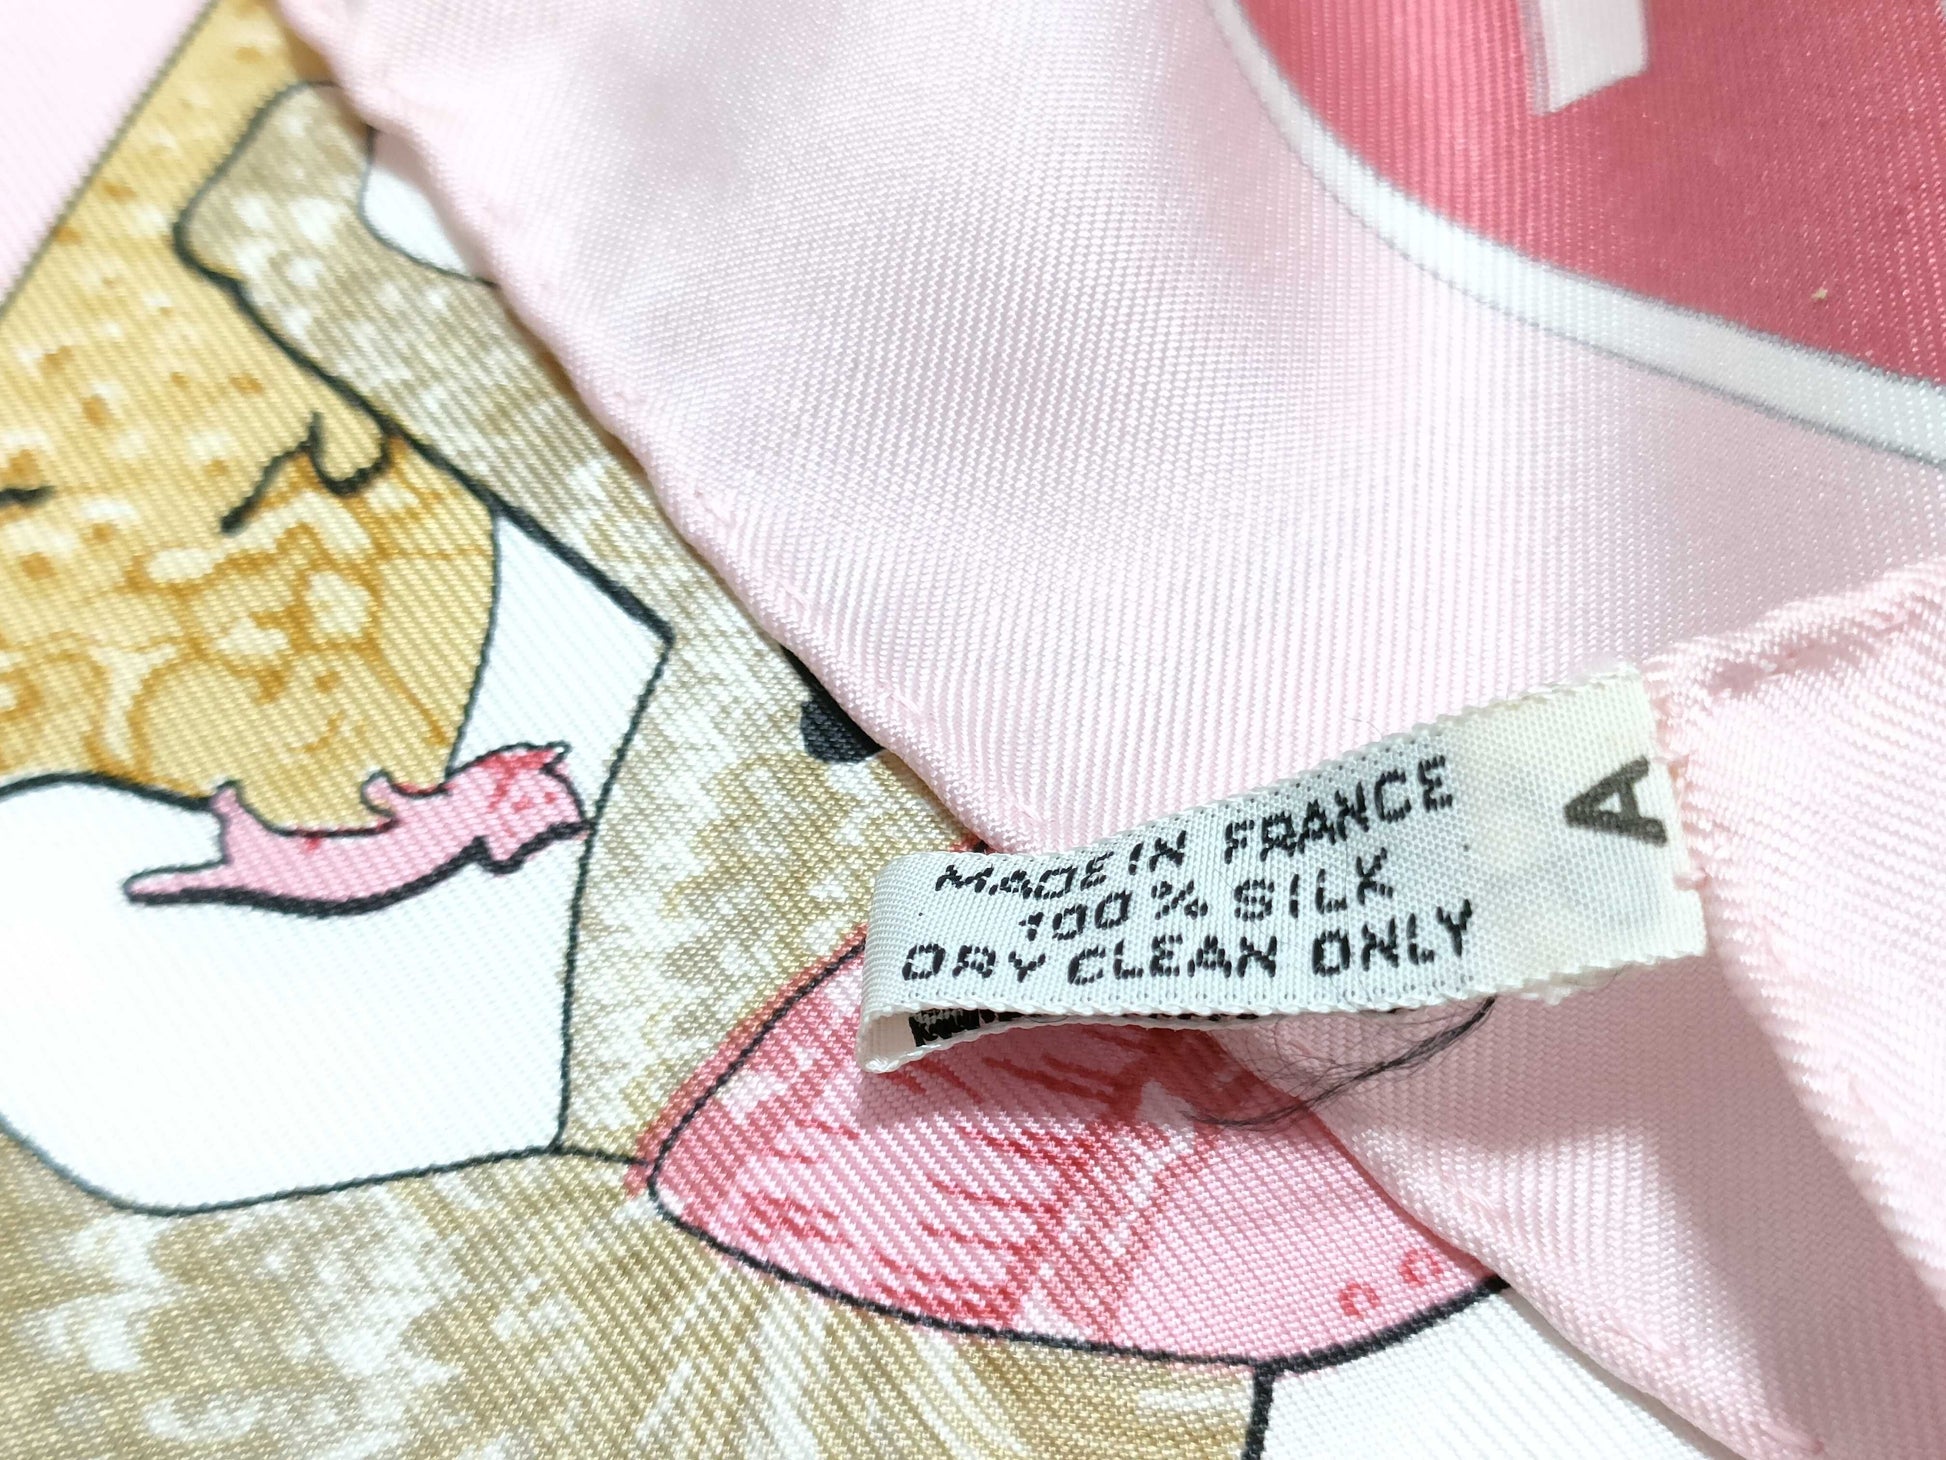 MADE IN FRANCE
100% SILK
DRY CLEAN ONLY
A